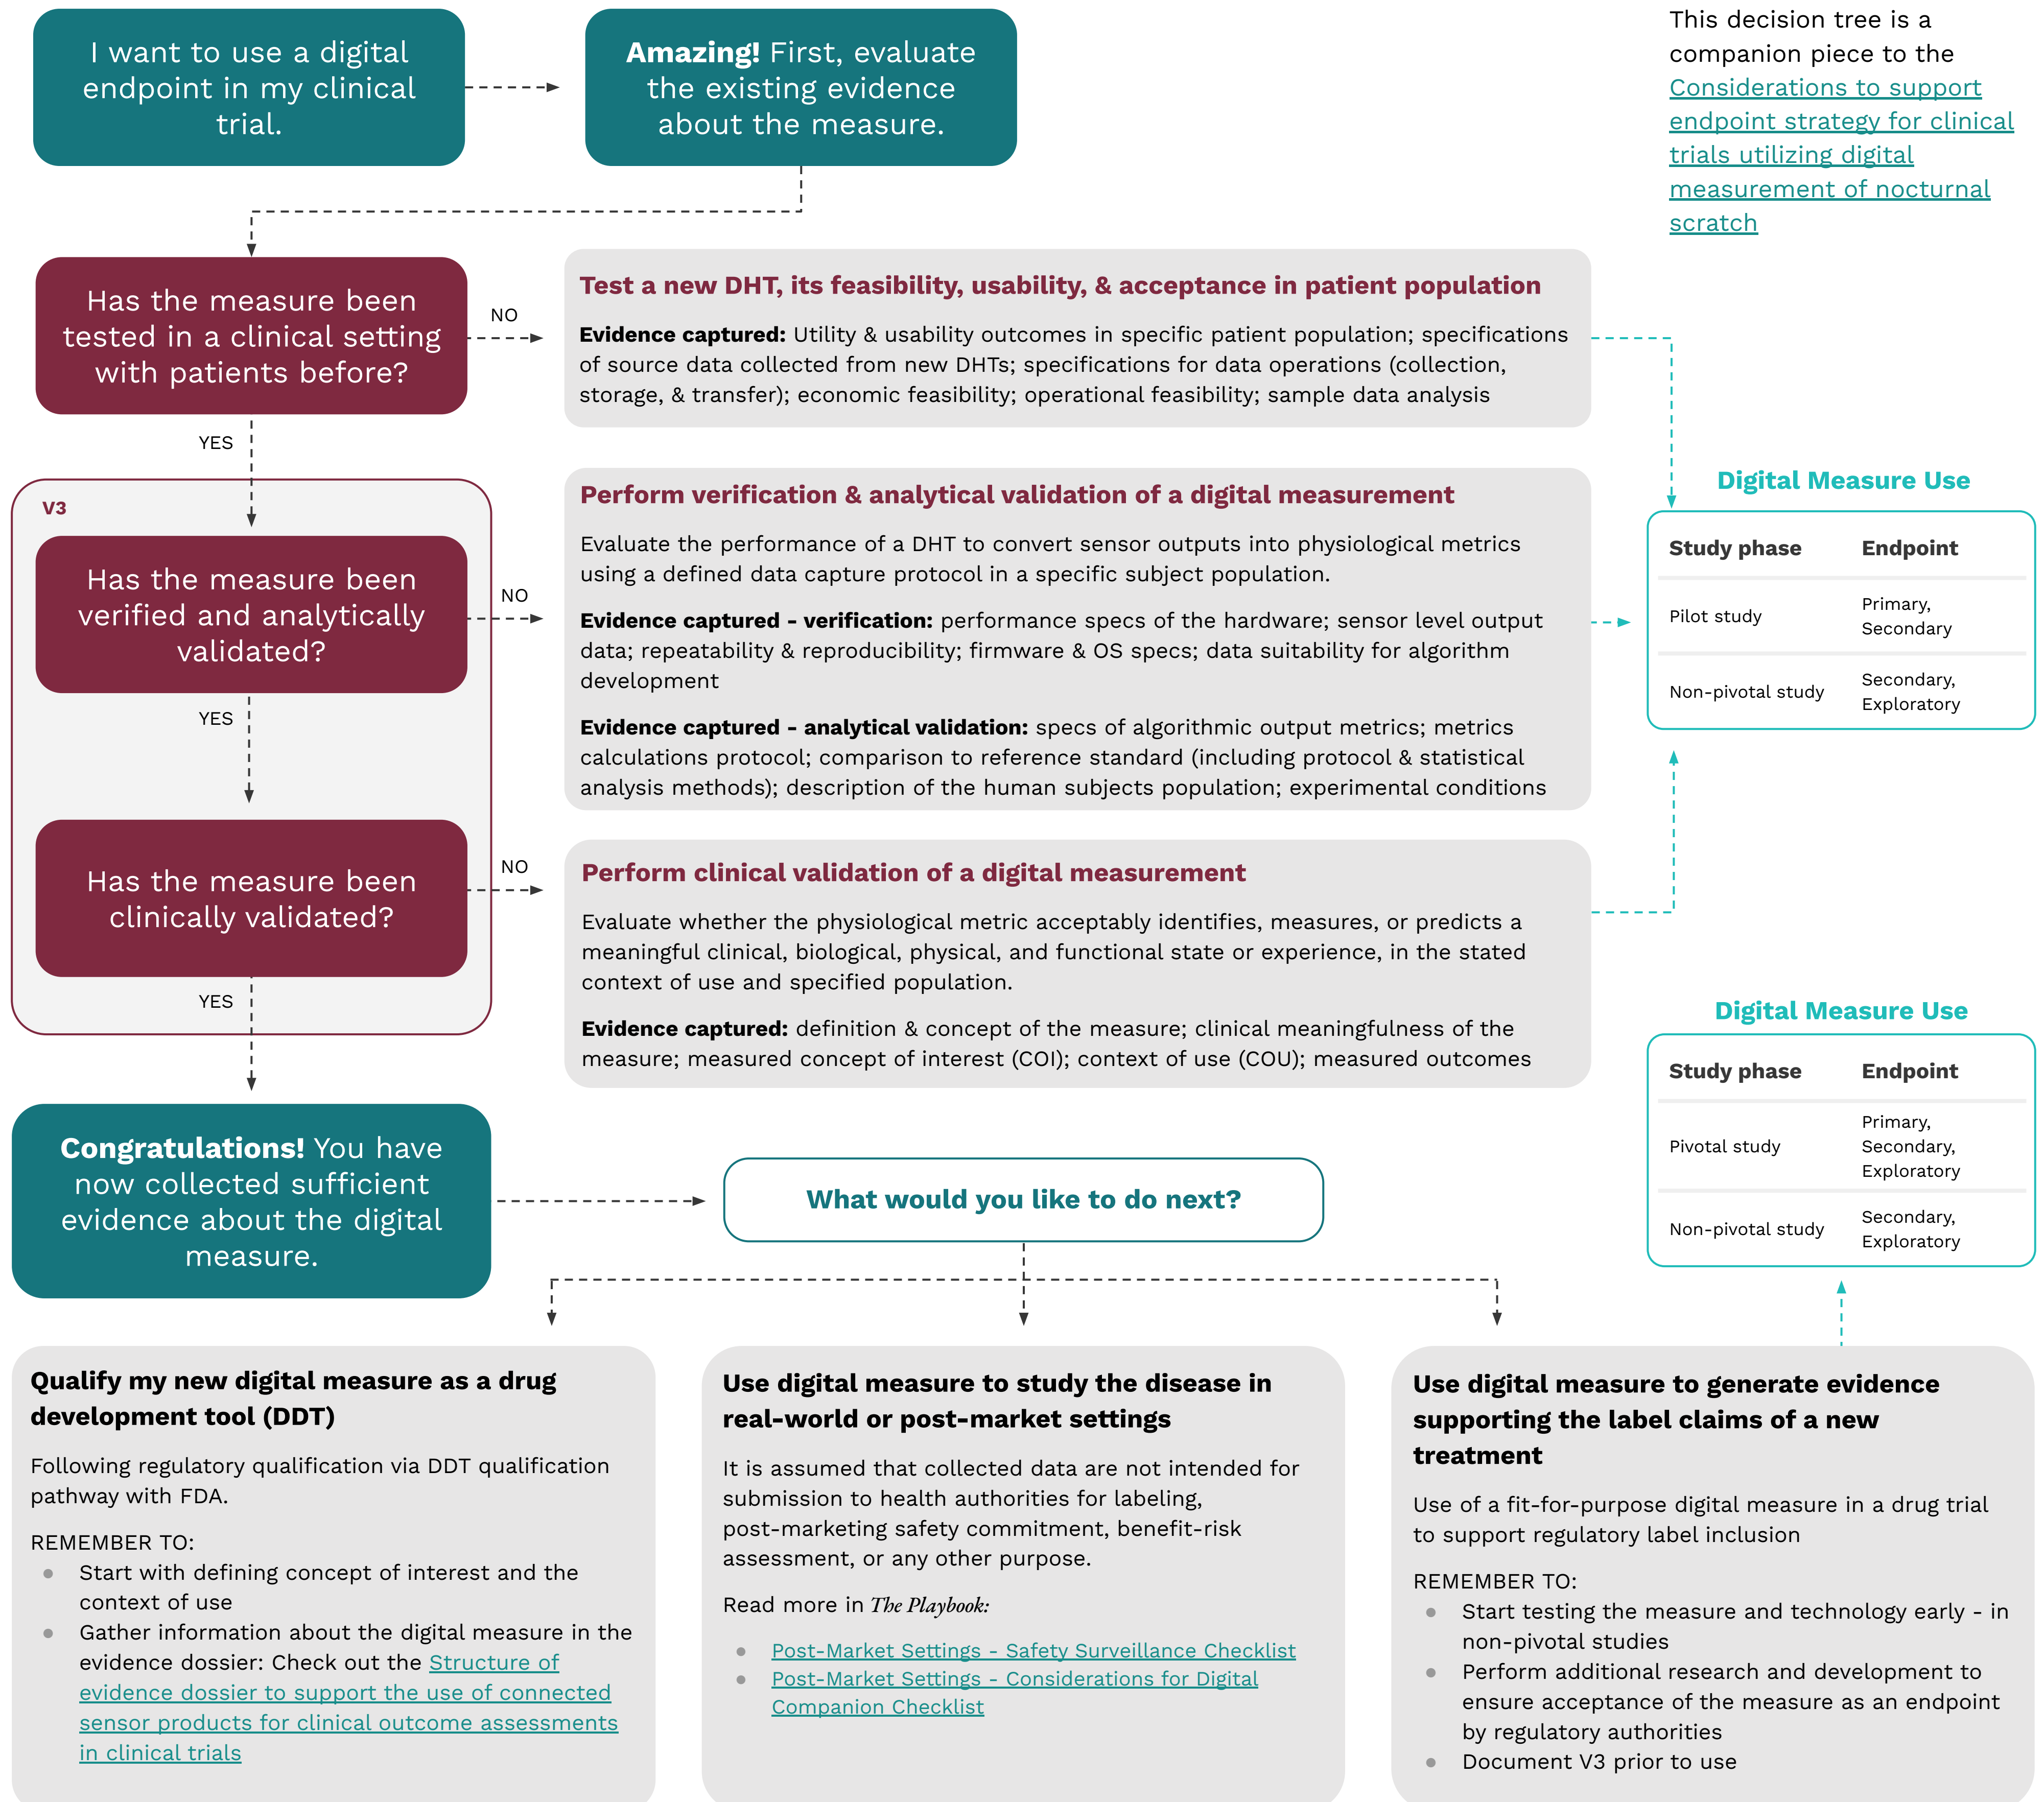 I want to use a digital
endpoint in my clinical
trial.
Amazing! First, evaluate
the existing evidence
about the measure.
This decision tree is a
companion piece to the
Considerations to support
endpoint strategy for clinical
trials utilizing digital
measurement of nocturnal
scratch
Has the measure been
tested in a clinical setting
with patients before?
NO
Test a new DHT, its feasibility, usability, & acceptance in patient population
Evidence captured: Utility & usability outcomes in specific patient population; specifications
of source data collected from new DHTs; specifications for data operations (collection,
storage, & transfer); economic feasibility; operational feasibility; sample data analysis
YES
V3
Has the measure been
verified and analytically
validated?
NO
Perform verification & analytical validation of a digital measurement
Evaluate the performance of a DHT to convert sensor outputs into physiological metrics
using a defined data capture protocol in a specific subject population.
Evidence captured - verification: performance specs of the hardware; sensor level output
data; repeatability & reproducibility; firmware & OS specs; data suitability for algorithm
development
Evidence captured - analytical validation: specs of algorithmic output metrics; metrics
calculations protocol; comparison to reference standard (including protocol & statistical
analysis methods); description of the human subjects population; experimental conditions
Digital Measure Use
Study phase Endpoint
Pilot study Primary,
Secondary
Non-pivotal study Secondary,
Exploratory
YES
Has the measure been
clinically validated?
NO
Perform clinical validation of a digital measurement
Evaluate whether the physiological metric acceptably identifies, measures, or predicts a
meaningful clinical, biological, physical, and functional state or experience, in the stated
context of use and specified population.
Evidence captured: definition & concept of the measure; clinical meaningfulness of the
measure; measured concept of interest (COI); context of use (COU); measured outcomes
YES
Digital Measure Use
Study phase Endpoint
Pivotal study Primary,
Secondary,
Exploratory
Non-pivotal study Secondary,
Exploratory
Congratulations! You have
now collected sufficient
evidence about the digital
measure.
What would you like to do next?
Qualify my new digital measure as a drug
development tool (DDT)
Following regulatory qualification via DDT qualification
pathway with FDA.
REMEMBER TO:
● Start with defining concept of interest and the
context of use
● Gather information about the digital measure in the
evidence dossier: Check out the Structure of
evidence dossier to support the use of connected
sensor products for clinical outcome assessments
in clinical trials
Use digital measure to study the disease in
real-world or post-market settings
It is assumed that collected data are not intended for
submission to health authorities for labeling,
post-marketing safety commitment, benefit-risk
assessment, or any other purpose.
Read more in The Playbook:
● Post-Market Settings - Safety Surveillance Checklist
● Post-Market Settings - Considerations for Digital
Companion Checklist
Use digital measure to generate evidence
supporting the label claims of a new
treatment
Use of a fit-for-purpose digital measure in a drug trial
to support regulatory label inclusion
REMEMBER TO:
● Start testing the measure and technology early - in
non-pivotal studies
● Perform additional research and development to
ensure acceptance of the measure as an endpoint
by regulatory authorities
● Document V3 prior to use